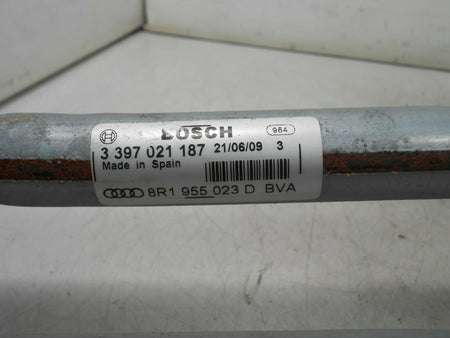 BOSCH 964
3 397 021 187 21/06/09 3
Made in Spain
8R1 955 023 D BVA